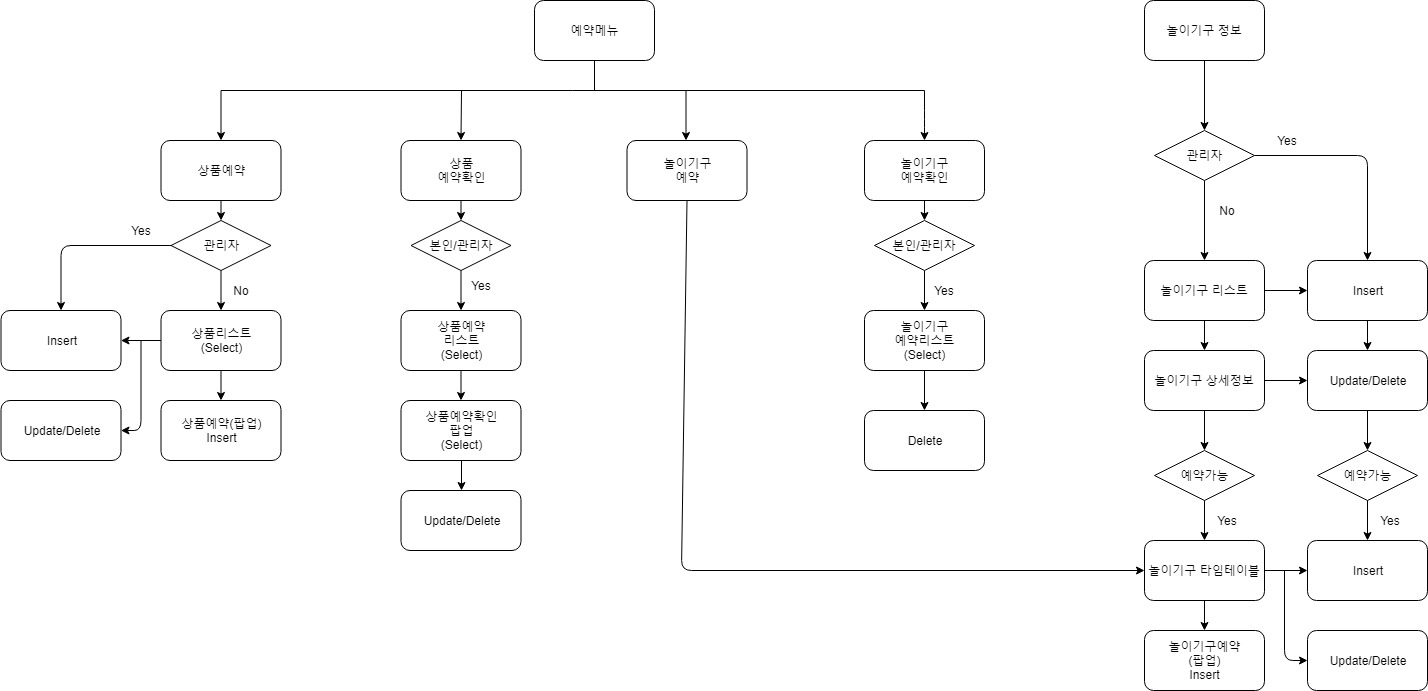 예약메뉴
놀이기구 정보
상품예약
상품
예약확인
놀이기구
예약
놀이기구
예약확인
관리자
Yes
No
관리자
Yes
No
본인/관리자
Yes
본인/관리자
Yes
Insert
상품리스트
(Select)
상품예약
리스트
(Select)
놀이기구
예약리스트
(Select)
놀이기구 리스트
Insert
Update/Delete
상품예약(팝업)
Insert
상품예약확인
팝업
(Select)
Delete
놀이기구 상세정보
Update/Delete
Update/Delete
예약가능
Yes
예약가능
Yes
놀이기구 타임테이블
Insert
놀이기구예약
(팝업)
Insert
Update/Delete